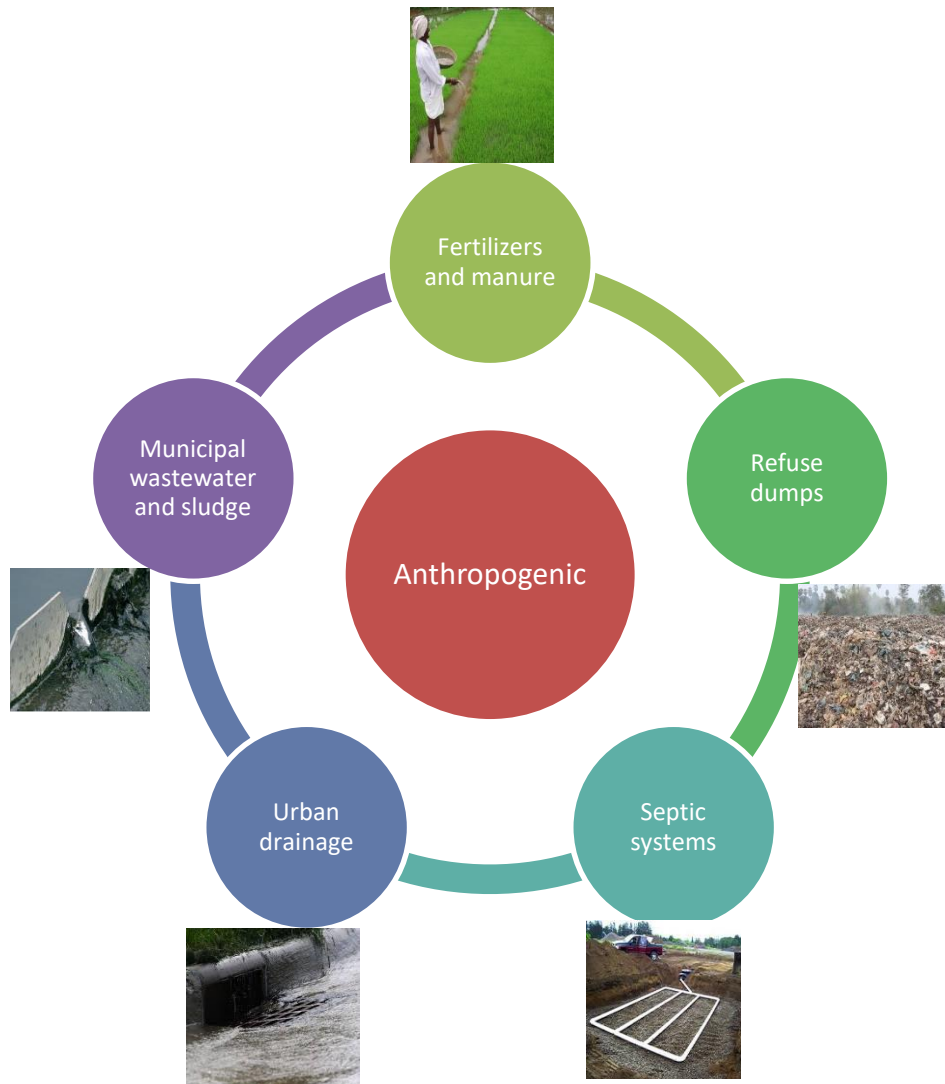 Fertilizers
and manure
Municipal
wastewater
and sludge
Refuse
dumps
Anthropogenic
Urban
drainage
Septic
systems